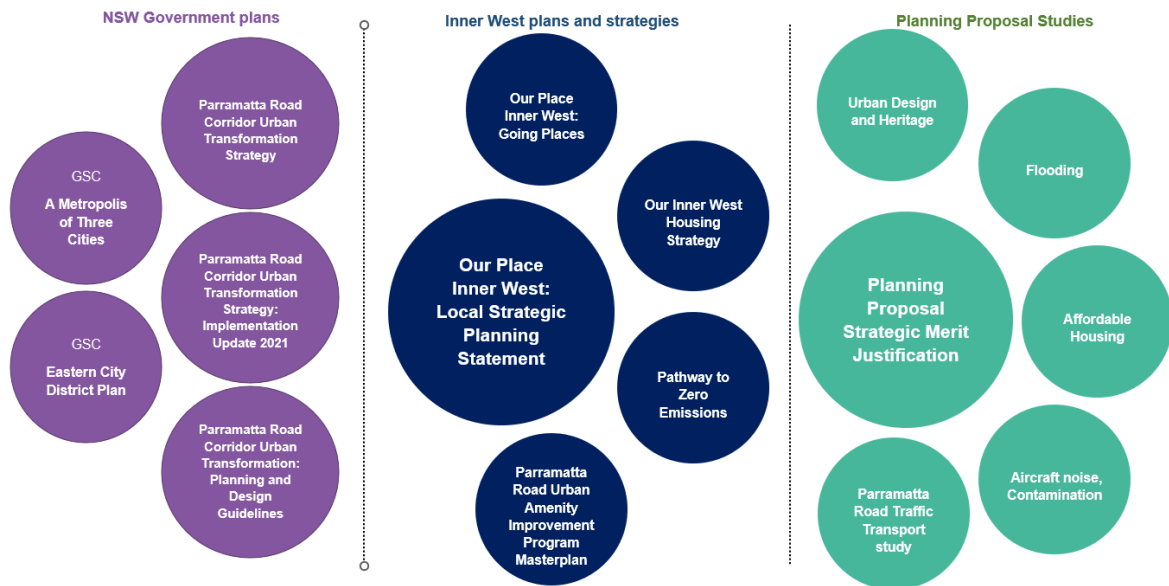 NSW Government plans
Parramatta Road
Corridor Urban
Transformation
Strategy
GSC
A Metropolis
of Three
Cities
Parramatta Road
Corridor Urban
Transformation
Strategy:
Implementation
Update 2021
GSC
Eastern City
District Plan
Parramatta Road
Corridor Urban
Transformation:
Planning and
Design
Guidelines
Inner West plans and strategies
Our Place
Inner West:
Going Places
Our Inner West
Housing
Strategy
Our Place
Inner West:
Local Strategic
Planning
Statement
Pathway to
Zero
Emissions
Parramatta
Road Urban
Amenity
Improvement
Program
Masterplan
Planning Proposal Studies
Urban Design
and Heritage
Flooding
Planning
Proposal
Strategic Merit
Justification
Affordable
Housing
Aircraft noise,
Contamination
Parramatta
Road Traffic
Transport
study